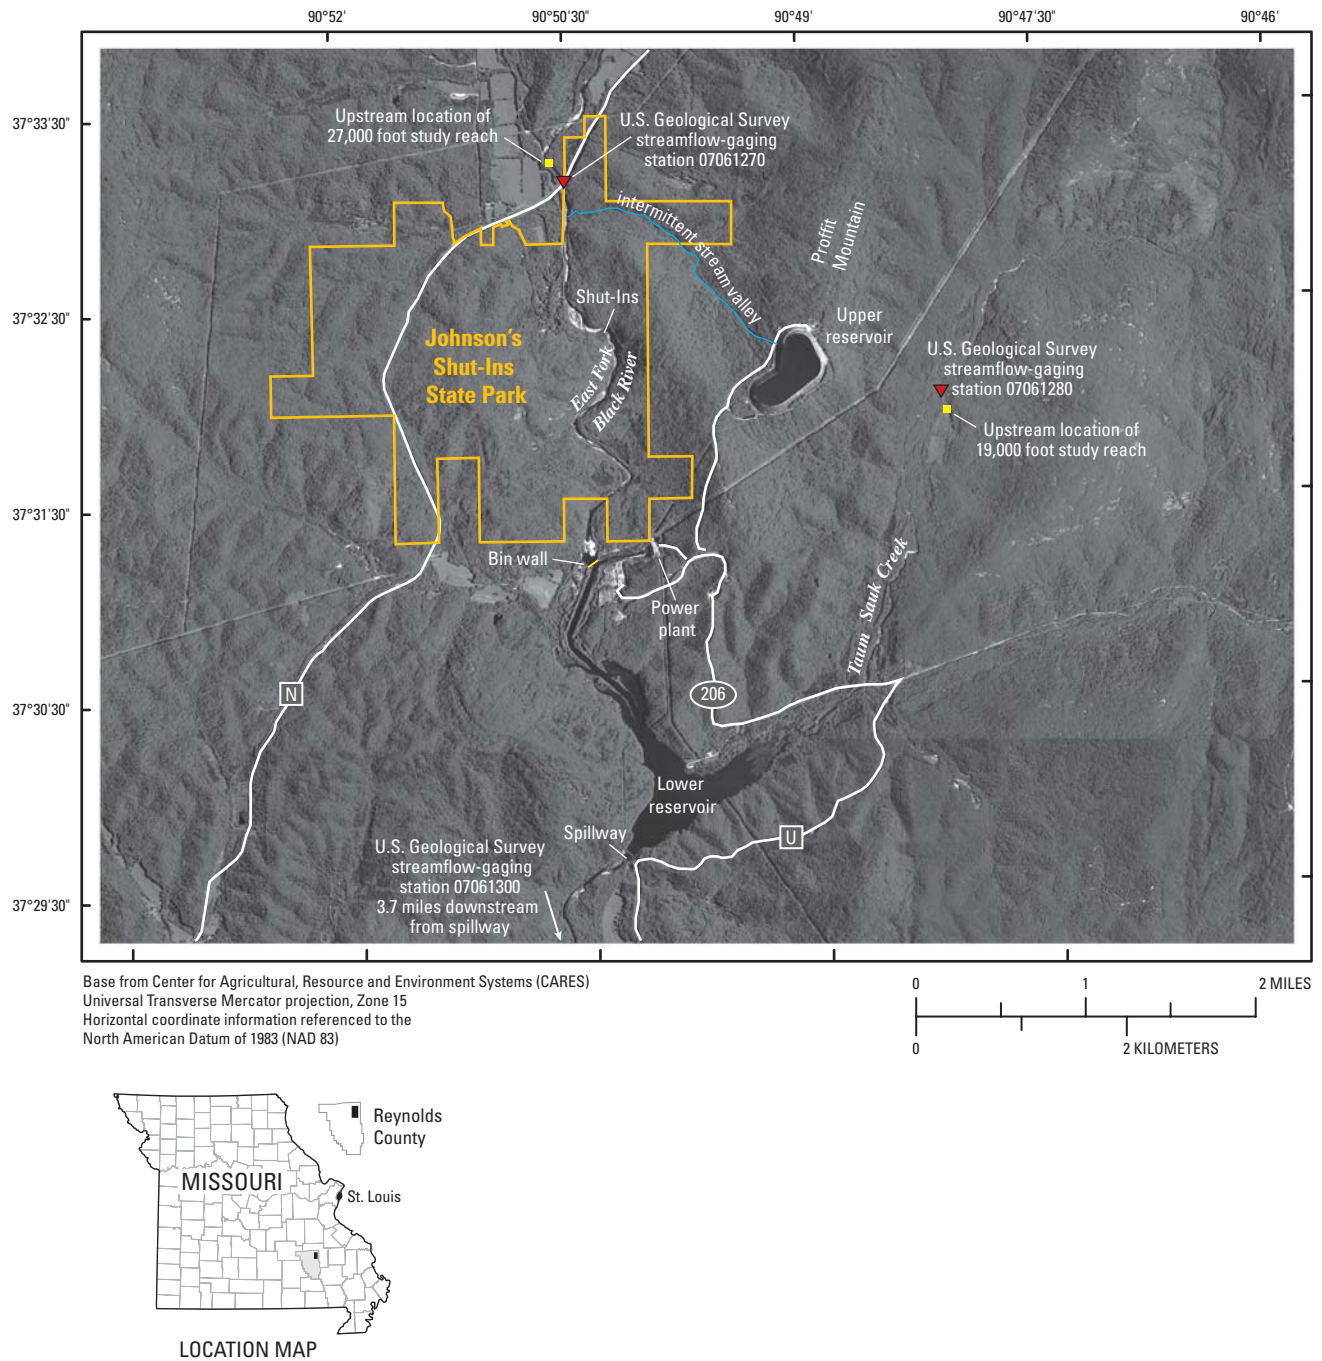 90°52'
90°50'30"
90°49'
90°47'30"
90°46'
37°33'30"
37°32'30"
37°31'30"
37°30'30"
37°29'30"
Upstream location of
27,000 foot study reach
U.S. Geological Survey
streamflow-gaging
station 07061270
intermittent stream valley
Proffit
Mountain
Shut-Ins
Upper
reservoir
Johnson's
Shut-Ins
State Park
East Fork
Black River
U.S. Geological Survey
streamflow-gaging
station 07061280
Upstream location of
19,000 foot study reach
Bin wall
Power
plant
Taum Sauk Creek
N
206
Lower
reservoir
Spillway
U
U.S. Geological Survey
streamflow-gaging
station 07061300
3.7 miles downstream
from spillway
Base from Center for Agricultural, Resource and Environment Systems (CARES)
Universal Transverse Mercator projection, Zone 15
Horizontal coordinate information referenced to the
North American Datum of 1983 (NAD 83)
0 1 2 MILES
0 2 KILOMETERS
Reynolds
County
MISSOURI
St. Louis
LOCATION MAP